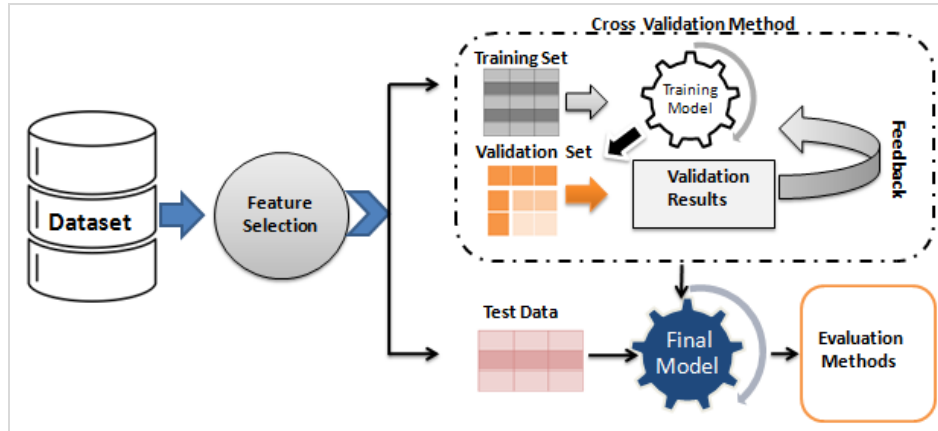 Cross Validation Method
Training Set
Training
Model
Validation Set
Validation
Results
Feedback
Dataset
Feature
Selection
Test Data
Final
Model
Evaluation
Methods